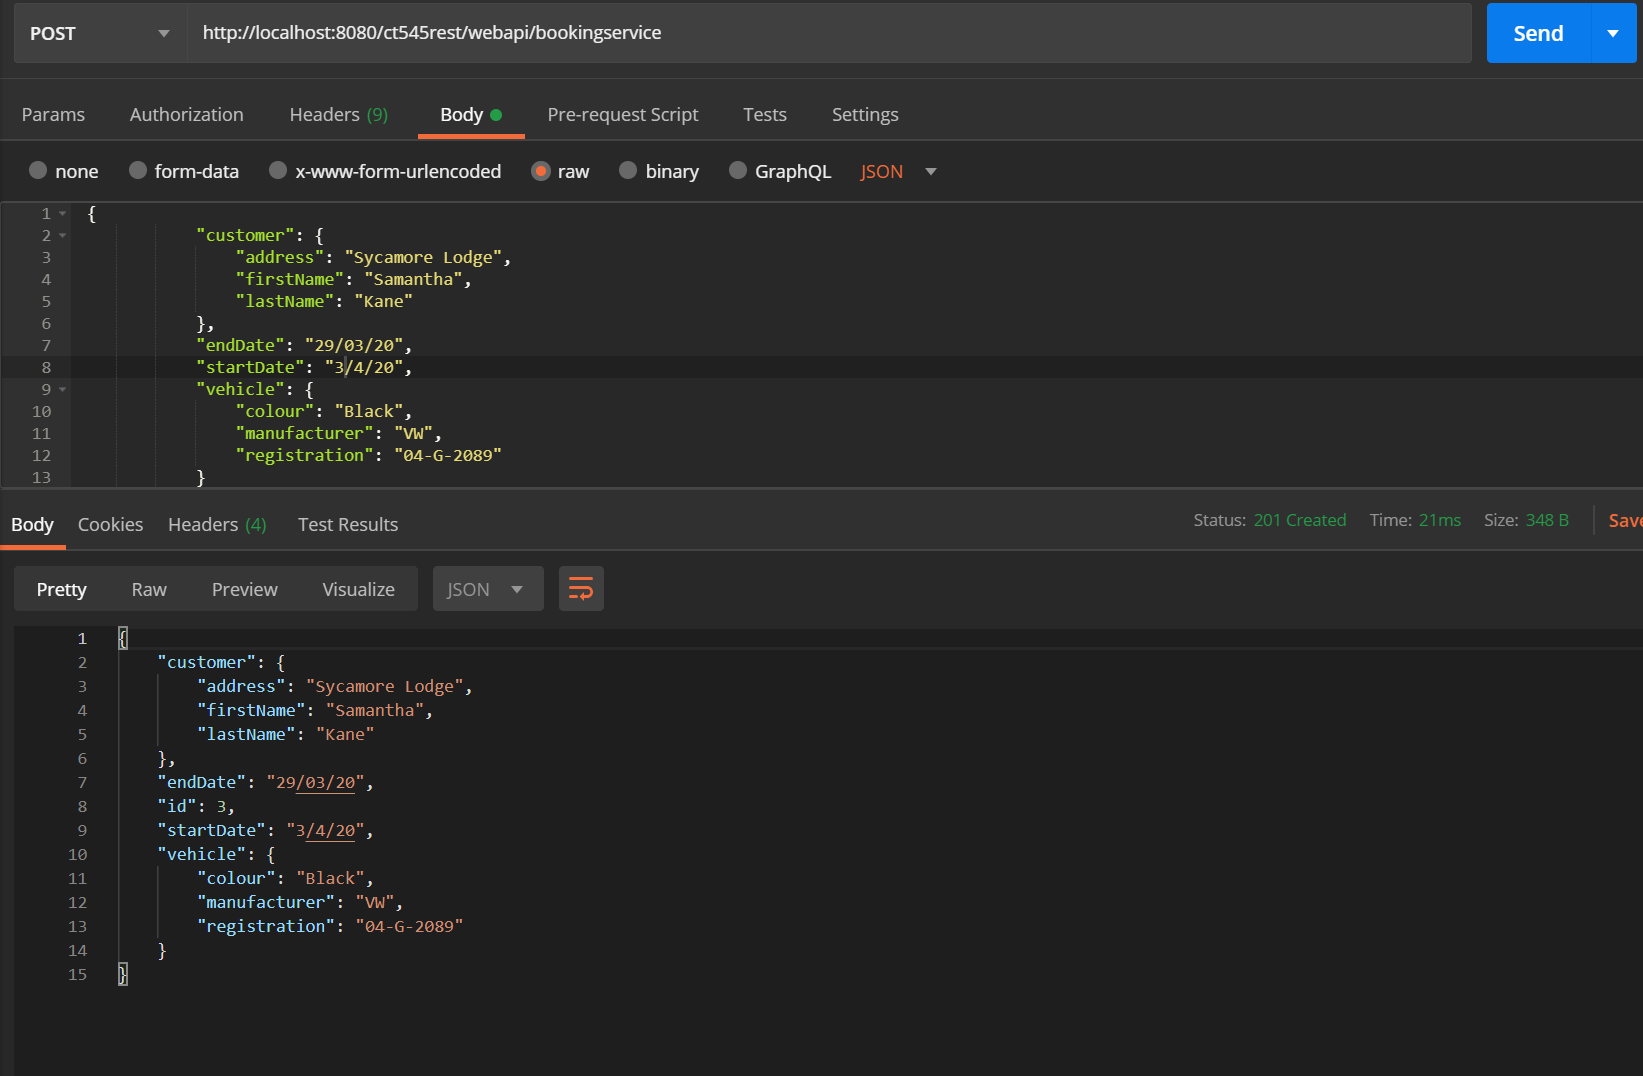 POST http://localhost:8080/ct545rest/webapi/bookingservice Send
Params Authorization Headers (9) Body Pre-request Script Tests Settings
none form-data x-www-form-urlencoded raw binary GraphQL JSON
1 {
2 "customer": {
3 "address": "Sycamore Lodge",
4 "firstName": "Samantha",
5 "lastName": "Kane"
6 },
7 "endDate": "29/03/20",
8 "startDate": "3/4/20",
9 "vehicle": {
10 "colour": "Black",
11 "manufacturer": "VW",
12 "registration": "04-G-2089"
13 }
Body Cookies Headers (4) Test Results Status: 201 Created Time: 21ms Size: 348 B Save
Pretty Raw Preview Visualize JSON
1 {
2 "customer": {
3 "address": "Sycamore Lodge",
4 "firstName": "Samantha",
5 "lastName": "Kane"
6 },
7 "endDate": "29/03/20",
8 "id": 3,
9 "startDate": "3/4/20",
10 "vehicle": {
11 "colour": "Black",
12 "manufacturer": "VW",
13 "registration": "04-G-2089"
14 }
15 }